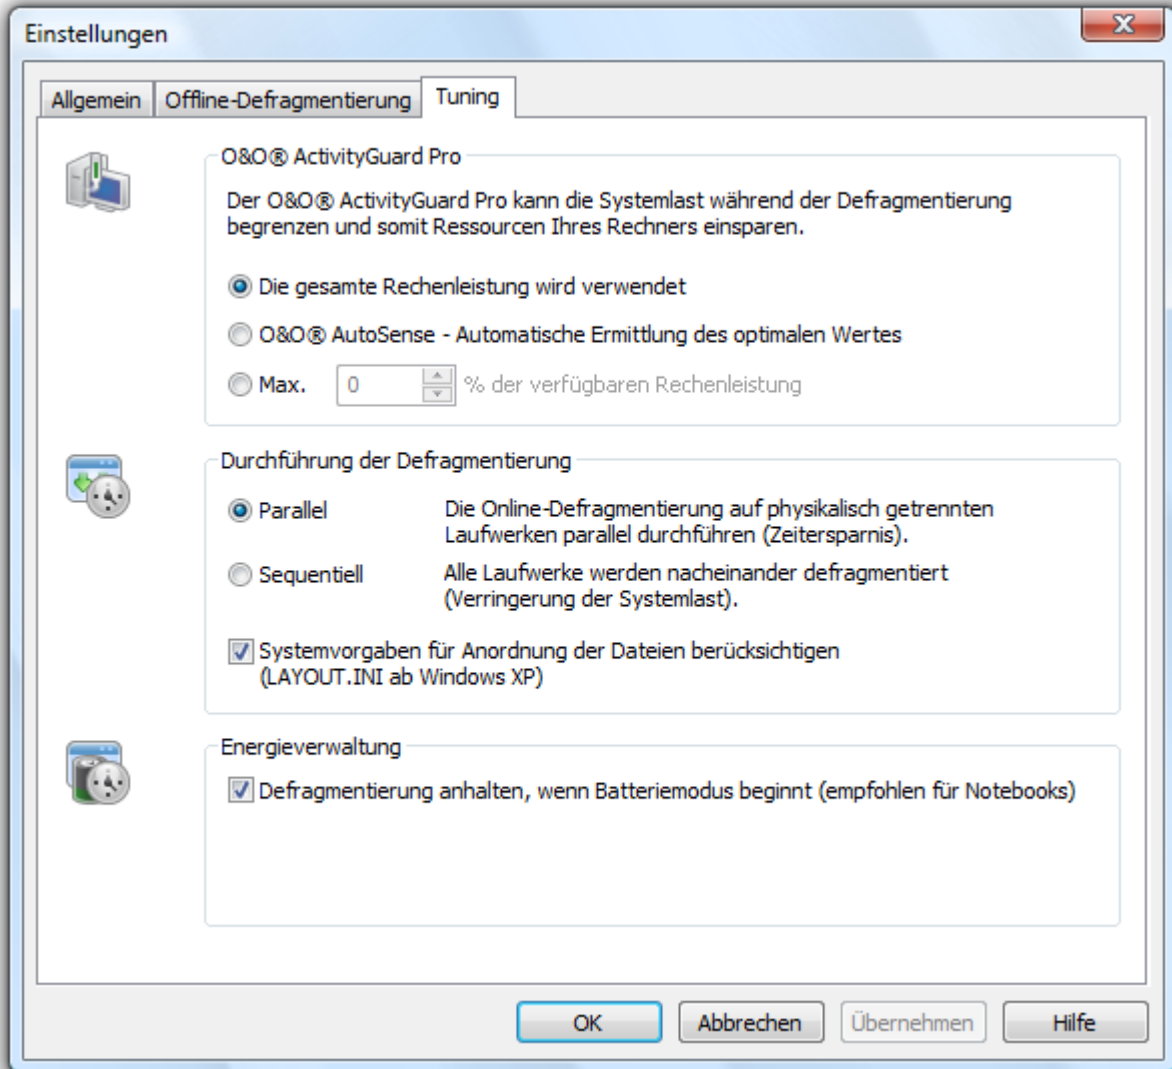 Einstellungen
Allgemein Offline-Defragmentierung Tuning
O&O® ActivityGuard Pro
Der O&O® ActivityGuard Pro kann die Systemlast während der Defragmentierung
begrenzen und somit Ressourcen Ihres Rechners einsparen.
Die gesamte Rechenleistung wird verwendet
O&O® AutoSense - Automatische Ermittlung des optimalen Wertes
Max. 0 % der verfügbaren Rechenleistung
Durchführung der Defragmentierung
Parallel Die Online-Defragmentierung auf physikalisch getrennten
Laufwerken parallel durchführen (Zeitersparnis).
Sequentiell Alle Laufwerke werden nacheinander defragmentiert
(Verringerung der Systemlast).
Systemvorgaben für Anordnung der Dateien berücksichtigen
(LAYOUT.INI ab Windows XP)
Energieverwaltung
Defragmentierung anhalten, wenn Batteriemodus beginnt (empfohlen für Notebooks)
OK Abbrechen Übernehmen Hilfe